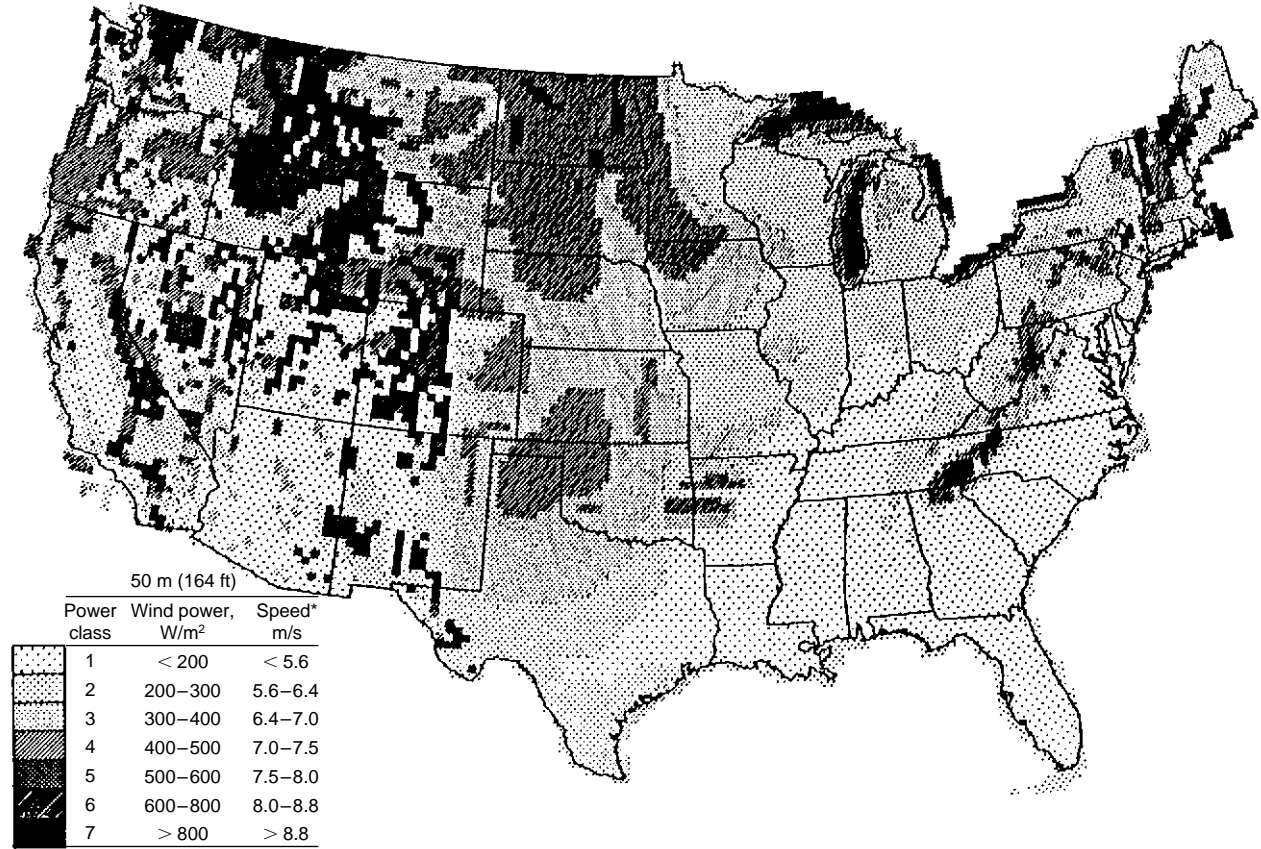 50 m (164 ft)
Power Wind power, Speed*
class W/m² m/s
1 < 200 < 5.6
2 200–300 5.6–6.4
3 300–400 6.4–7.0
4 400–500 7.0–7.5
5 500–600 7.5–8.0
6 600–800 8.0–8.8
7 > 800 > 8.8